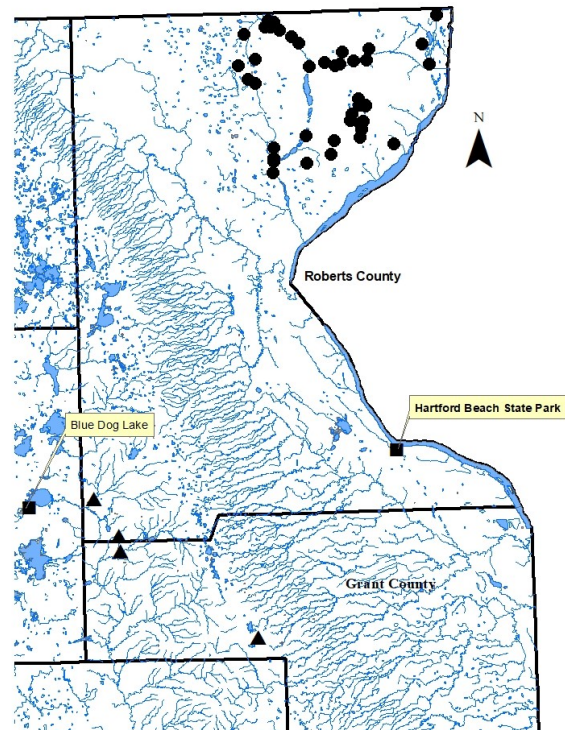 N
Roberts County
Hartford Beach State Park
Blue Dog Lake
Grant County